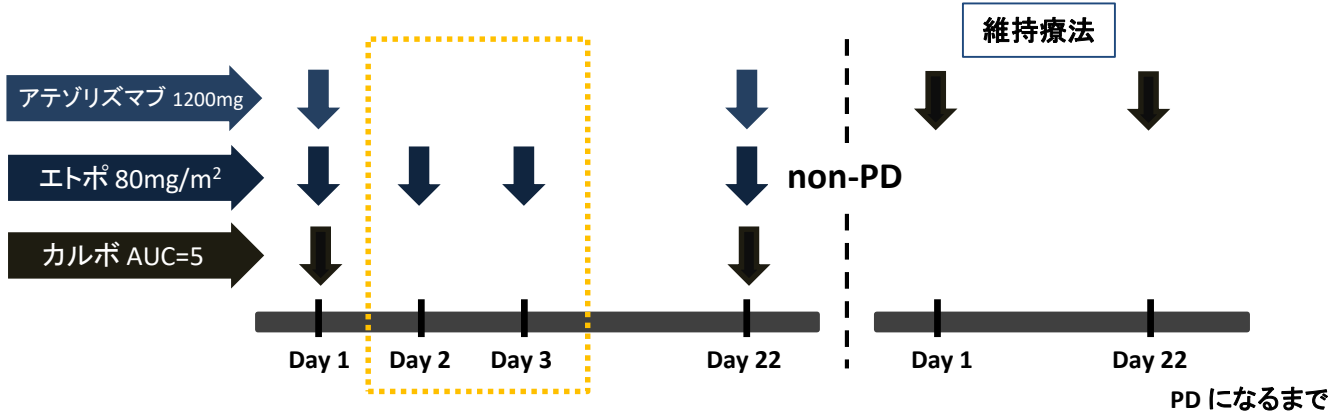 維持療法
アテゾリズマブ 1200mg
エトポ 80mg/m²
non-PD
カルボ AUC=5
Day 1
Day 2
Day 3
Day 22
Day 1
Day 22
PD になるまで